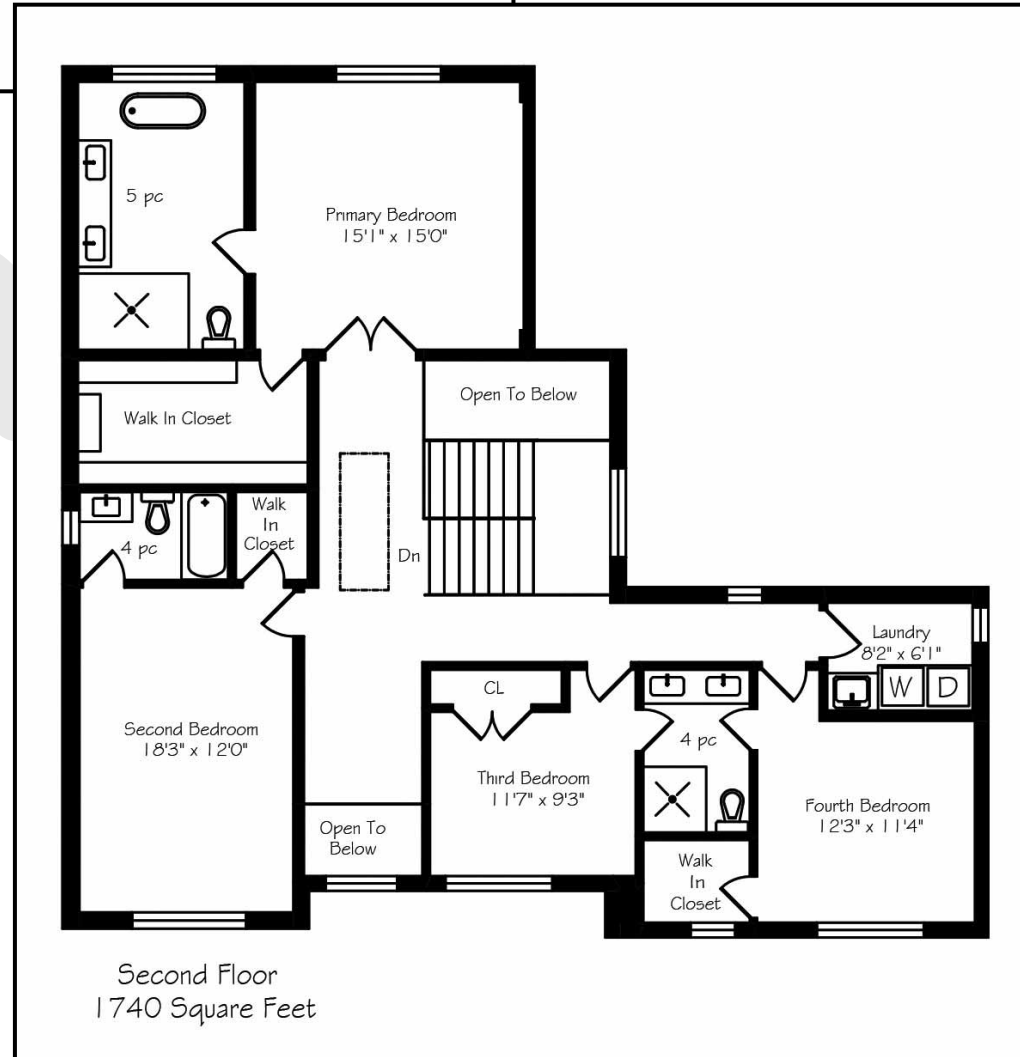 5 pc
Primary Bedroom
15'1" x 15'0"
Open To Below
Walk In Closet
Walk
In
Closet
4 pc
Dn
Laundry
8'2" x 6'1"
W
D
CL
Second Bedroom
18'3" x 12'0"
4 pc
Third Bedroom
11'7" x 9'3"
Fourth Bedroom
12'3" x 11'4"
Open To
Below
Walk
In
Closet
Second Floor
1740 Square Feet